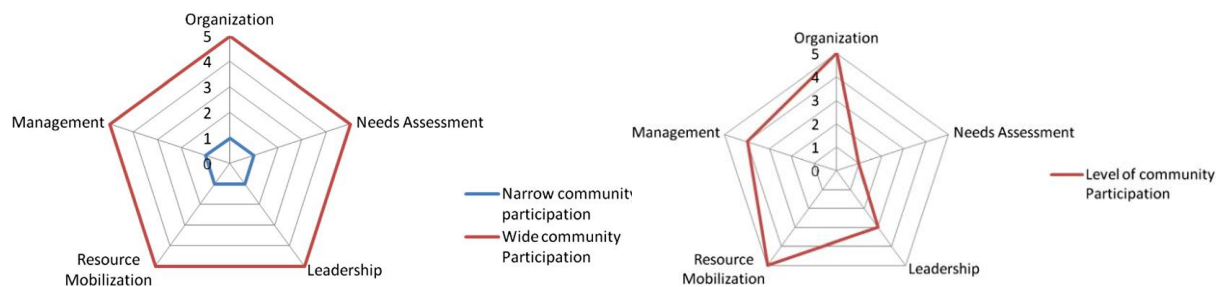 Organization
5
4
3
2
1
0
Management
Needs Assessment
Resource
Mobilization
Leadership
Narrow community
participation
Wide community
Participation
Organization
5
4
3
2
1
0
Management
Needs Assessment
Resource
Mobilization
Leadership
Level of community
Participation